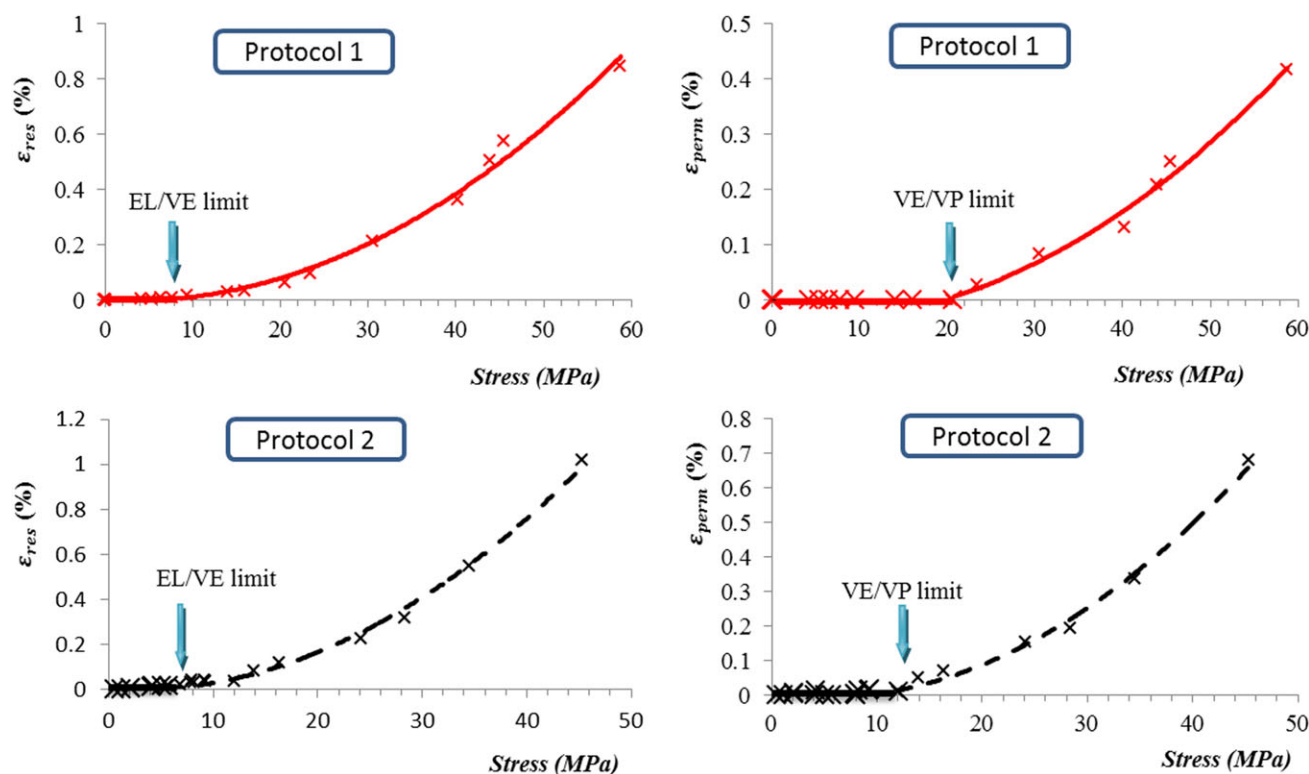 Protocol 1
ε_res (%)
1
0.8
0.6
0.4
0.2
0
EL/VE limit
0 10 20 30 40 50 60
Stress (MPa)
Protocol 1
ε_perm (%)
0.5
0.4
0.3
0.2
0.1
0
VE/VP limit
0 10 20 30 40 50 60
Stress (MPa)
Protocol 2
ε_res (%)
1.2
1
0.8
0.6
0.4
0.2
0
EL/VE limit
0 10 20 30 40 50
Stress (MPa)
Protocol 2
ε_perm (%)
0.8
0.7
0.6
0.5
0.4
0.3
0.2
0.1
0
VE/VP limit
0 10 20 30 40 50
Stress (MPa)